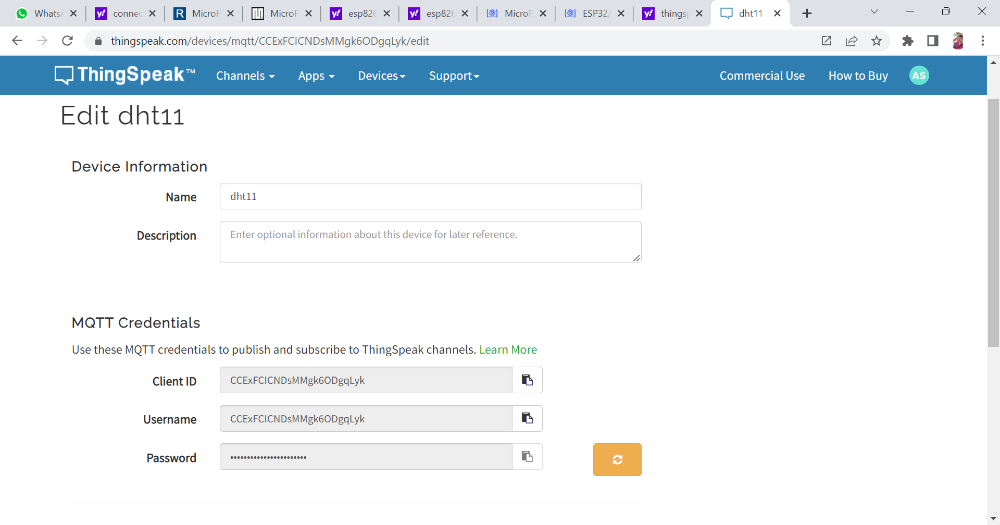 WhatsA connec MicroP MicroP esp826 esp826 MicroP ESP32/ thingsp dht11
thingspeak.com/devices/mqtt/CCExFCICNDsMMgk6ODgqLyk/edit
ThingSpeak™ Channels Apps Devices Support Commercial Use How to Buy AS
Edit dht11
Device Information
Name dht11
Description Enter optional information about this device for later reference.
MQTT Credentials
Use these MQTT credentials to publish and subscribe to ThingSpeak channels. Learn More
Client ID CCExFCICNDsMMgk6ODgqLyk
Username CCExFCICNDsMMgk6ODgqLyk
Password •••••••••••••••••••••••